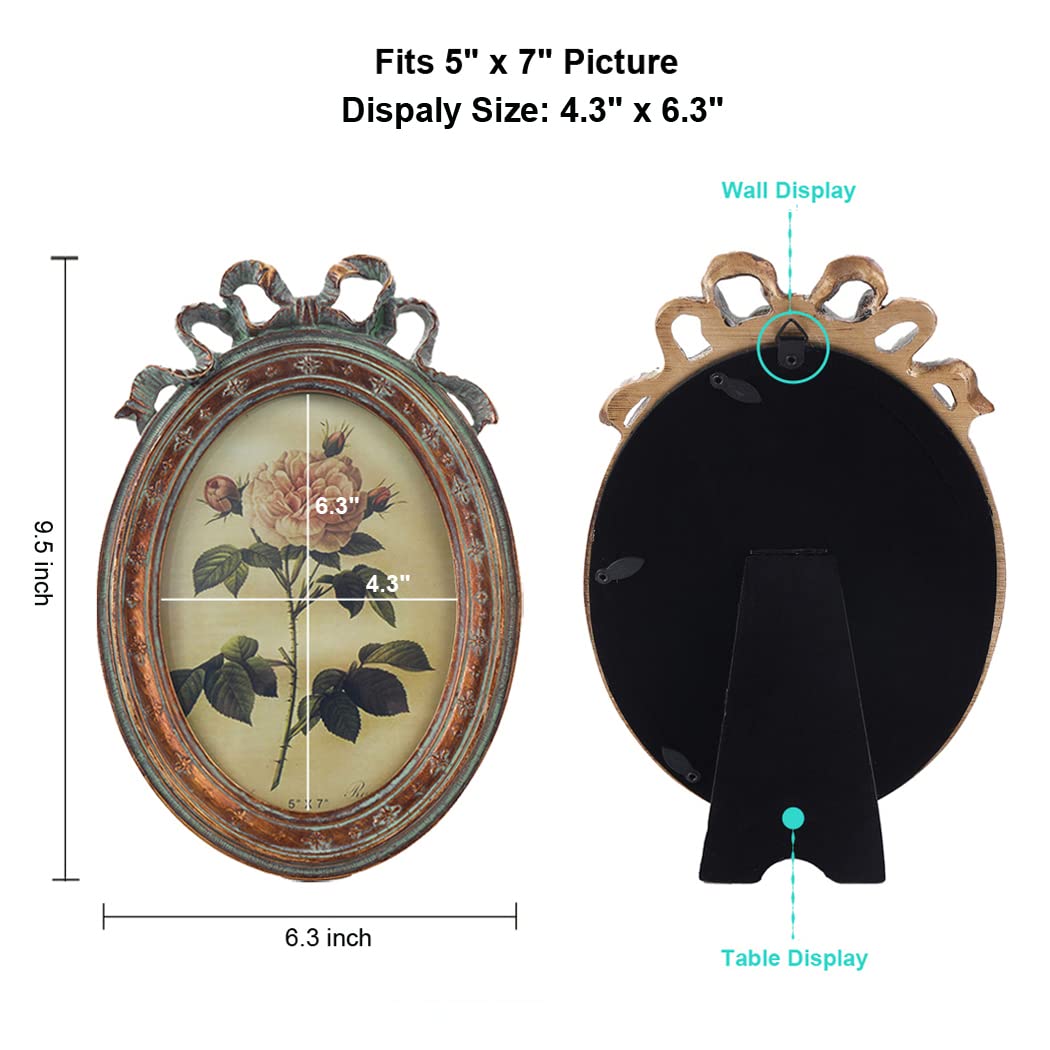 Fits 5" x 7" Picture
Dispaly Size: 4.3" x 6.3"
Wall Display
9.5 inch
6.3"
4.3"
5" X 7"
6.3 inch
Table Display